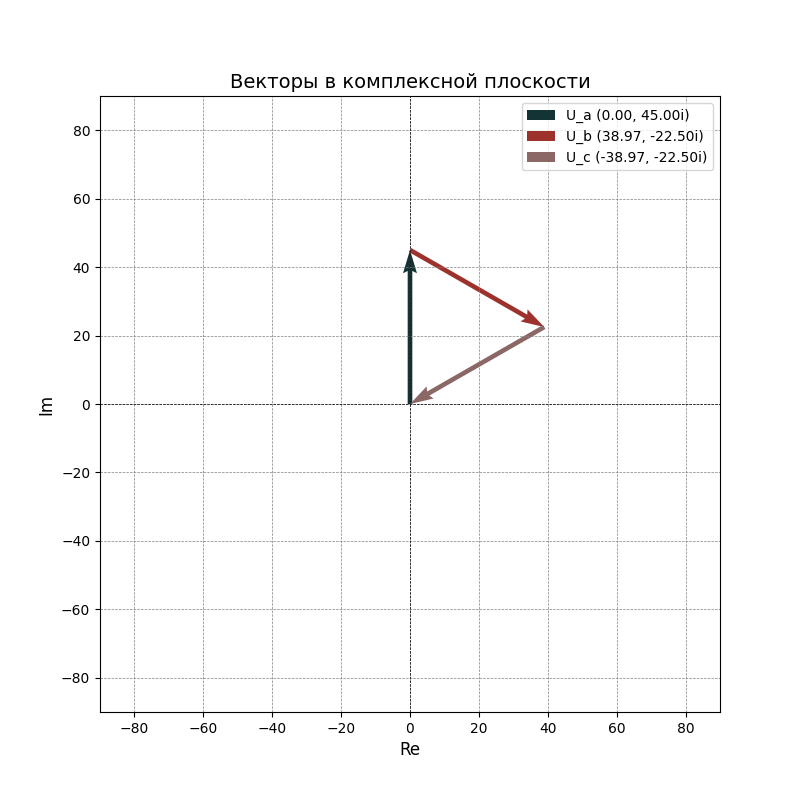 Векторы в комплексной плоскости
U_a (0.00, 45.00i)
U_b (38.97, -22.50i)
U_c (-38.97, -22.50i)
80
60
40
20
0
−20
−40
−60
−80
Im
−80 −60 −40 −20 0 20 40 60 80
Re